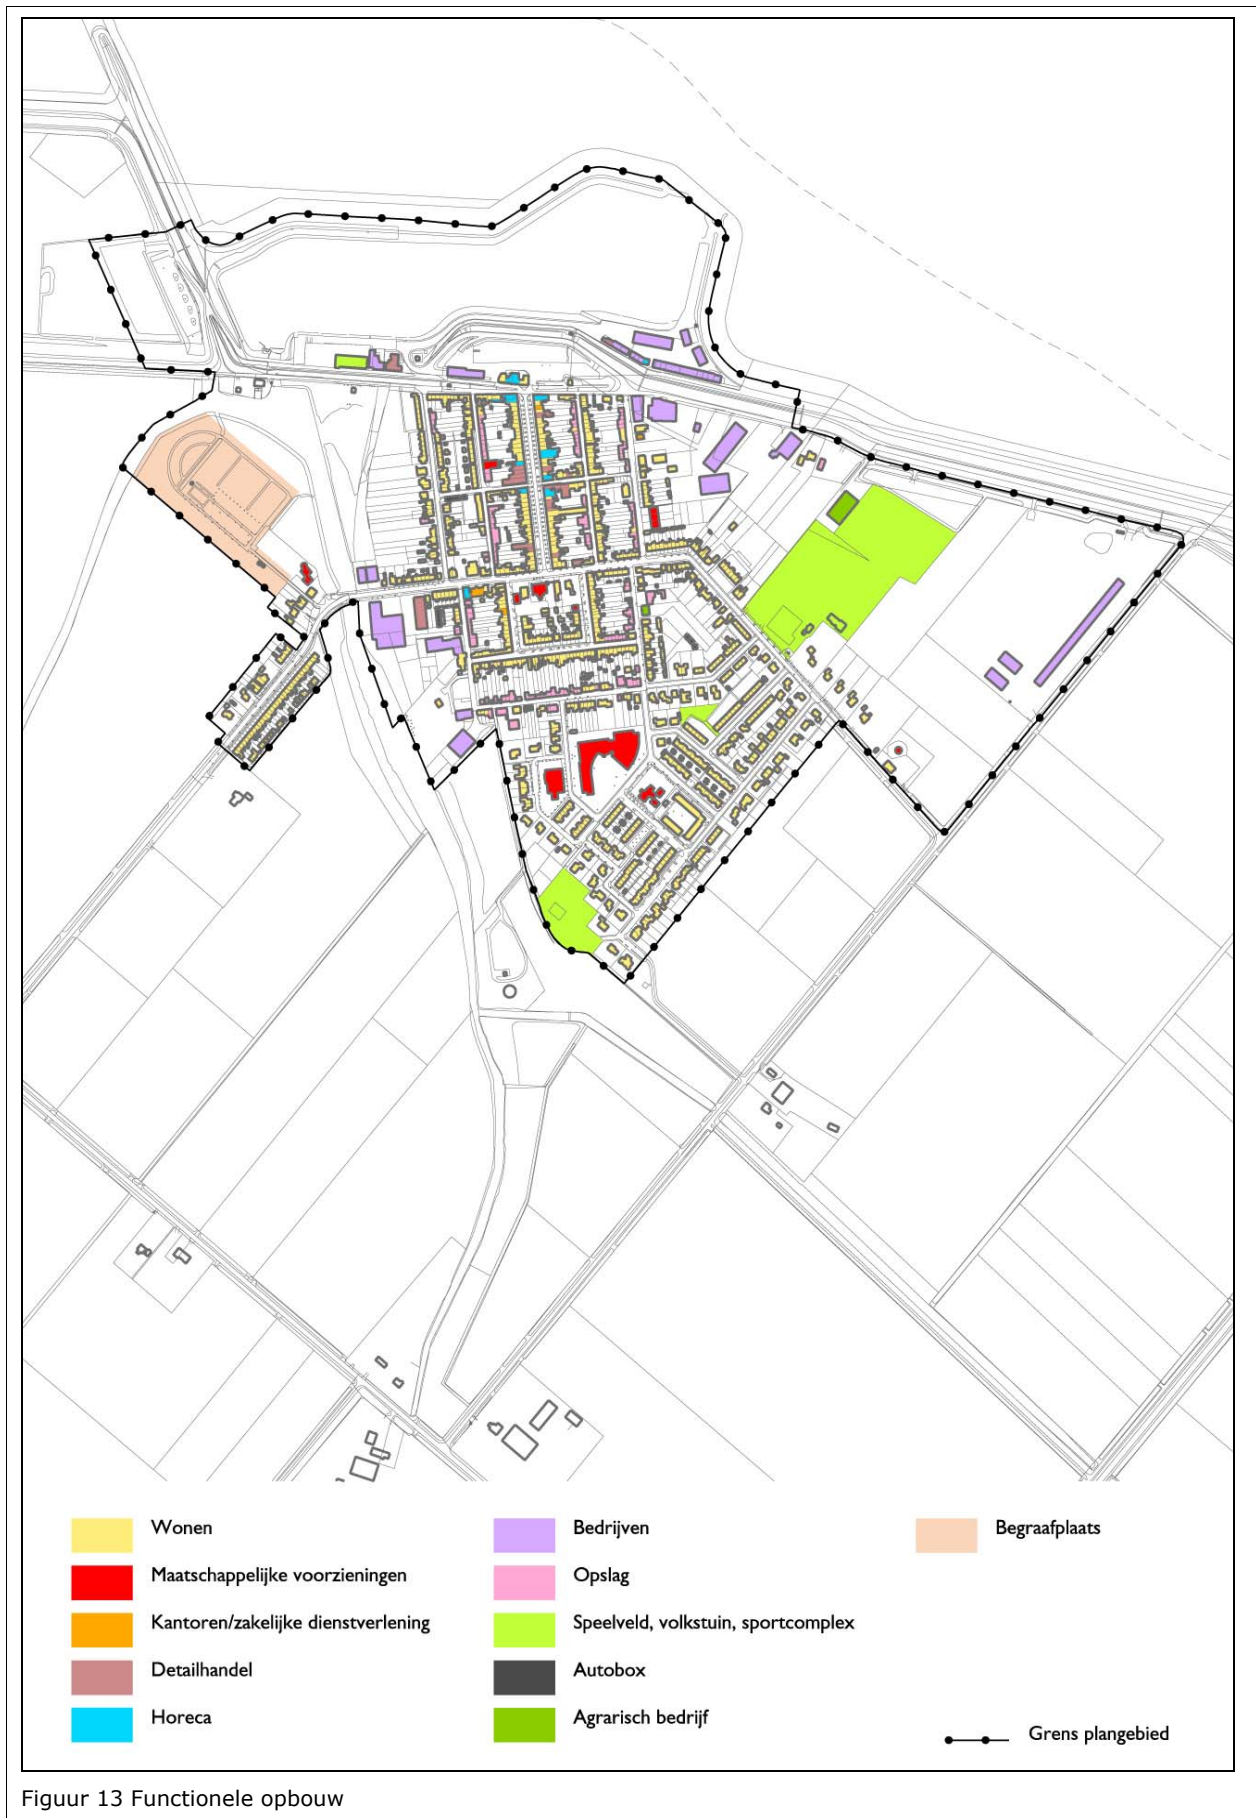 Wonen
Maatschappelijke voorzieningen
Kantoren/zakelijke dienstverlening
Detailhandel
Horeca
Bedrijven
Opslag
Speelveld, volkstuin, sportcomplex
Autobox
Agrarisch bedrijf
Begraafplaats
Grens plangebied
Figuur 13 Functionele opbouw